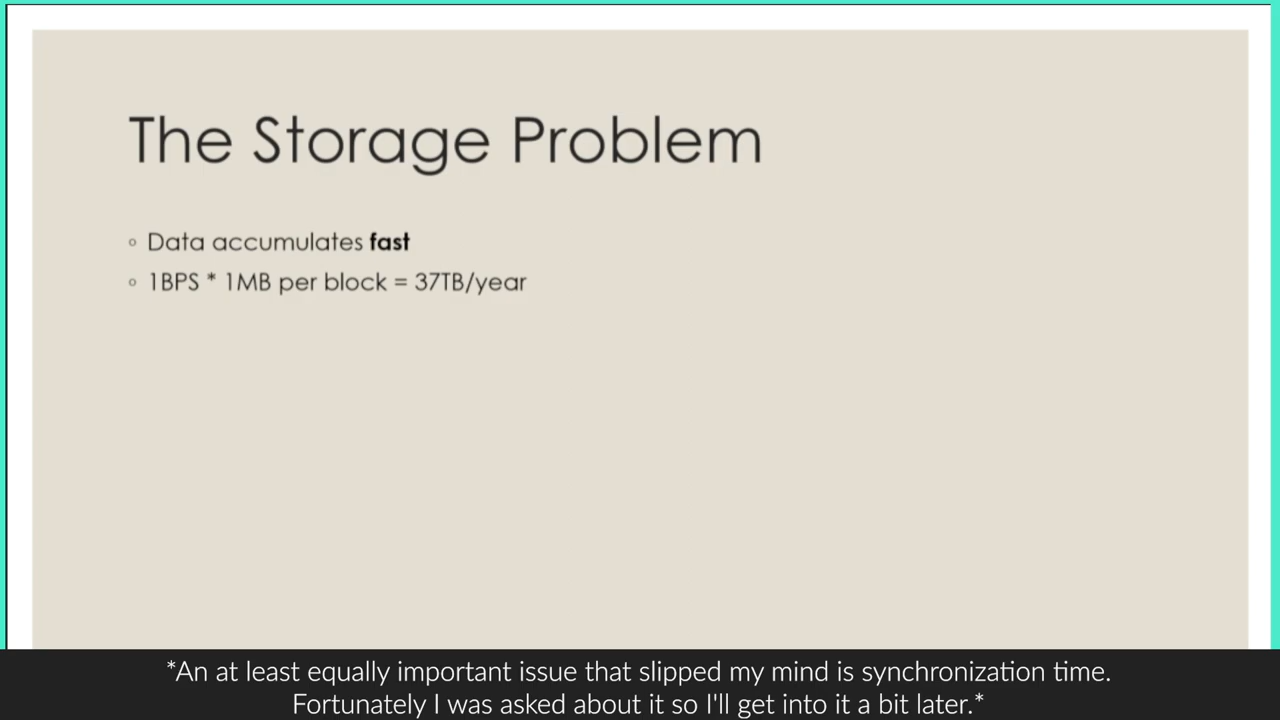 The Storage Problem
◦ Data accumulates fast
◦ 1BPS * 1MB per block = 37TB/year
*An at least equally important issue that slipped my mind is synchronization time.
Fortunately I was asked about it so I'll get into it a bit later.*